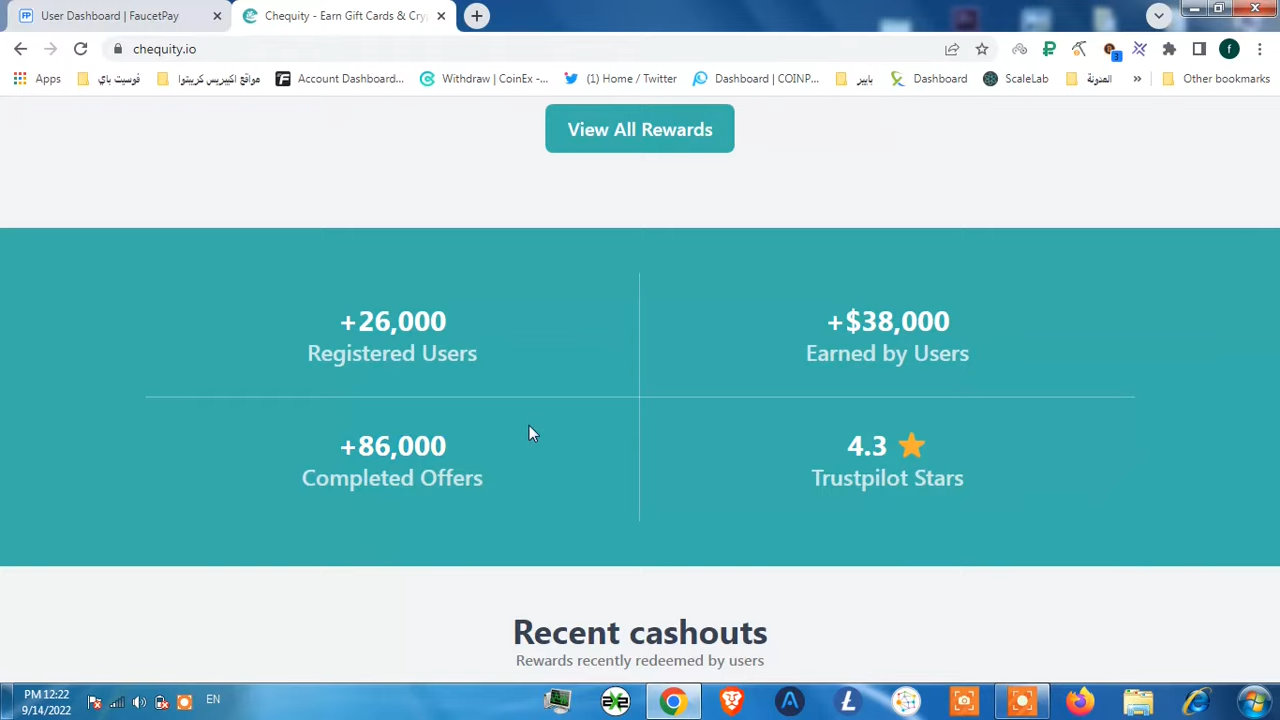 User Dashboard | FaucetPay
Chequity - Earn Gift Cards & Cry
chequity.io
Apps
فوسيت باي
مواقع اكيبريس كريبتوا
Account Dashboard...
Withdraw | CoinEx -...
(1) Home / Twitter
Dashboard | COINP...
بايير
Dashboard
ScaleLab
المدونة
»
Other bookmarks
View All Rewards
+26,000
Registered Users
+$38,000
Earned by Users
+86,000
Completed Offers
4.3
Trustpilot Stars
Recent cashouts
Rewards recently redeemed by users
PM 12:22
9/14/2022
EN